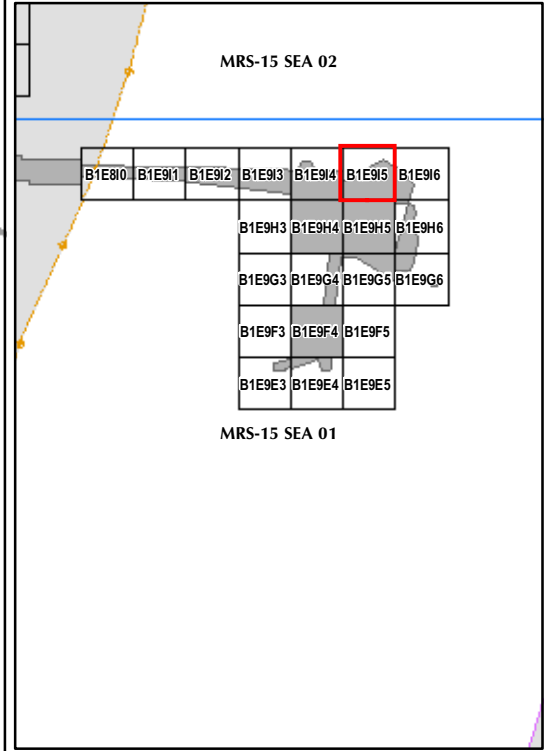 MRS-15 SEA 02
B1E8I0 B1E9I1 B1E9I2 B1E9I3 B1E9I4 B1E9I5 B1E9I6
B1E9H3 B1E9H4 B1E9H5 B1E9H6
B1E9G3 B1E9G4 B1E9G5 B1E9G6
B1E9F3 B1E9F4 B1E9F5
B1E9E3 B1E9E4 B1E9E5
MRS-15 SEA 01